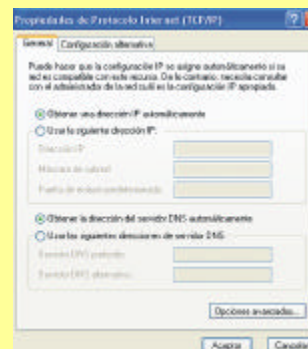 Propiedades de Protocolo Internet (TCP/IP)
General
Configuración alternativa
Puede hacer que la configuración IP se asigne automáticamente si su
red es compatible con este recurso. De lo contrario, necesita consultar
con el administrador de la red cuál es la configuración IP apropiada.
Obtener una dirección IP automáticamente
Usar la siguiente dirección IP:
Dirección IP:
Máscara de subred:
Puerta de enlace predeterminada:
Obtener la dirección del servidor DNS automáticamente
Usar las siguientes direcciones de servidor DNS:
Servidor DNS preferido:
Servidor DNS alternativo:
Opciones avanzadas...
Aceptar
Cancelar